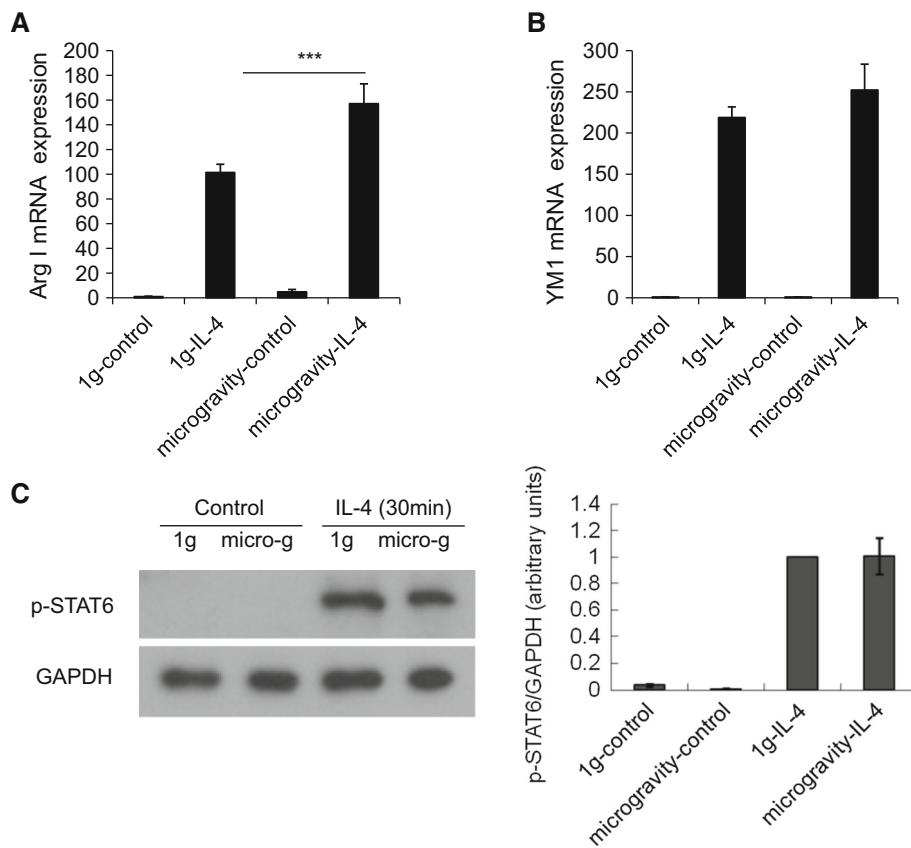 A
Arg I mRNA expression
200
180
160
140
120
100
80
60
40
20
0
***
1g-control
1g-IL-4
microgravity-control
microgravity-IL-4
B
YM1 mRNA expression
300
250
200
150
100
50
0
1g-control
1g-IL-4
microgravity-control
microgravity-IL-4
C
Control IL-4 (30min)
1g micro-g 1g micro-g
p-STAT6
GAPDH
p-STAT6/GAPDH (arbitrary units)
1.4
1.2
1
0.8
0.6
0.4
0.2
0
1g-control
microgravity-control
1g-IL-4
microgravity-IL-4